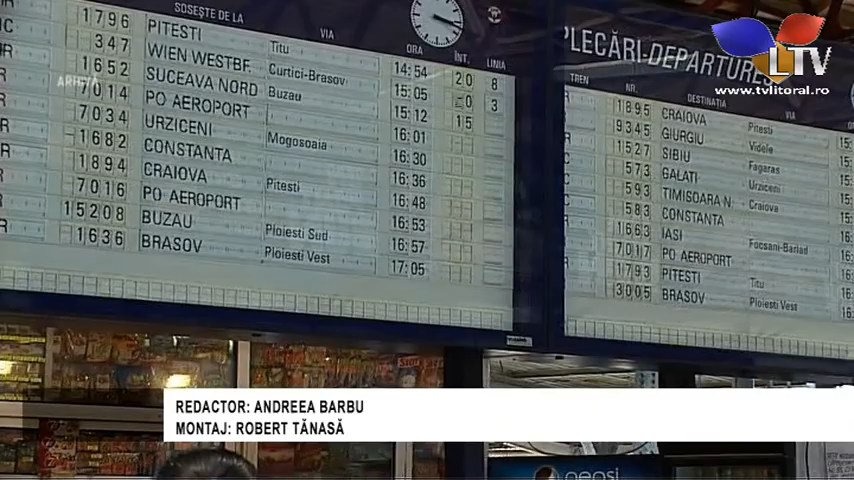 SOSEȘTE DE LA VIA ORA ÎNT. LINIA
1796 PITESTI Titu 14:54 20 8
347 WIEN WESTBF. Curtici-Brasov 15:05 3
1652 SUCEAVA NORD Buzau 15:12 15
7014 PO AEROPORT 16:01
7034 URZICENI Mogosoaia 16:30
1682 CONSTANTA 16:36
1894 CRAIOVA Pitesti 16:48
7016 PO AEROPORT 16:53
15208 BUZAU Ploiesti Sud 16:57
1636 BRASOV Ploiesti Vest 17:05
ARHIVĂ
PLECĂRI-DEPARTURES
TREN NR. DESTINAȚIA VIA
1895 CRAIOVA Pitesti
9345 GIURGIU Videle
1527 SIBIU Fagaras
573 GALATI Urziceni
593 TIMISOARA N. Craiova
583 CONSTANTA
1663 IASI Focsani-Barlad
7017 PO AEROPORT
1793 PITESTI Titu
3005 BRASOV Ploiesti Vest
LTV
www.tvlitoral.ro
REDACTOR: ANDREEA BARBU
MONTAJ: ROBERT TĂNASĂ
pepsi